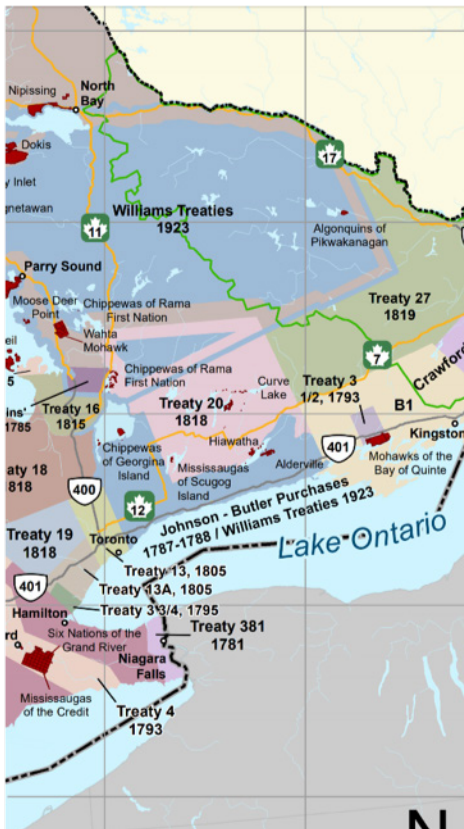 Nipissing
North
Bay
Dokis
y Inlet
gnetawan
17
11
Williams Treaties
1923
Algonquins of
Pikwakanagan
Parry Sound
Moose Deer
Point
Chippewas of Rama
First Nation
Treaty 27
1819
Wahta
Mohawk
eil
7
5
Chippewas of Rama
First Nation
Curve
Lake
Treaty 3
1/2, 1793
Crawford
ins'
1785
Treaty 16
1815
Treaty 20
1818
B1
Kingston
Hiawatha
401
Mohawks of the
Bay of Quinte
Chippewas
of Georgina
Island
Mississaugas
of Scugog
Island
Alderville
aty 18
818
400
12
Johnson - Butler Purchases
1787-1788 / Williams Treaties 1923
Lake Ontario
Treaty 19
1818
Toronto
Treaty 13, 1805
Treaty 13A, 1805
401
Treaty 3 3/4, 1795
Hamilton
Six Nations of the
Grand River
rd
Treaty 381
1781
Niagara
Falls
Mississaugas
of the Credit
Treaty 4
1793
N